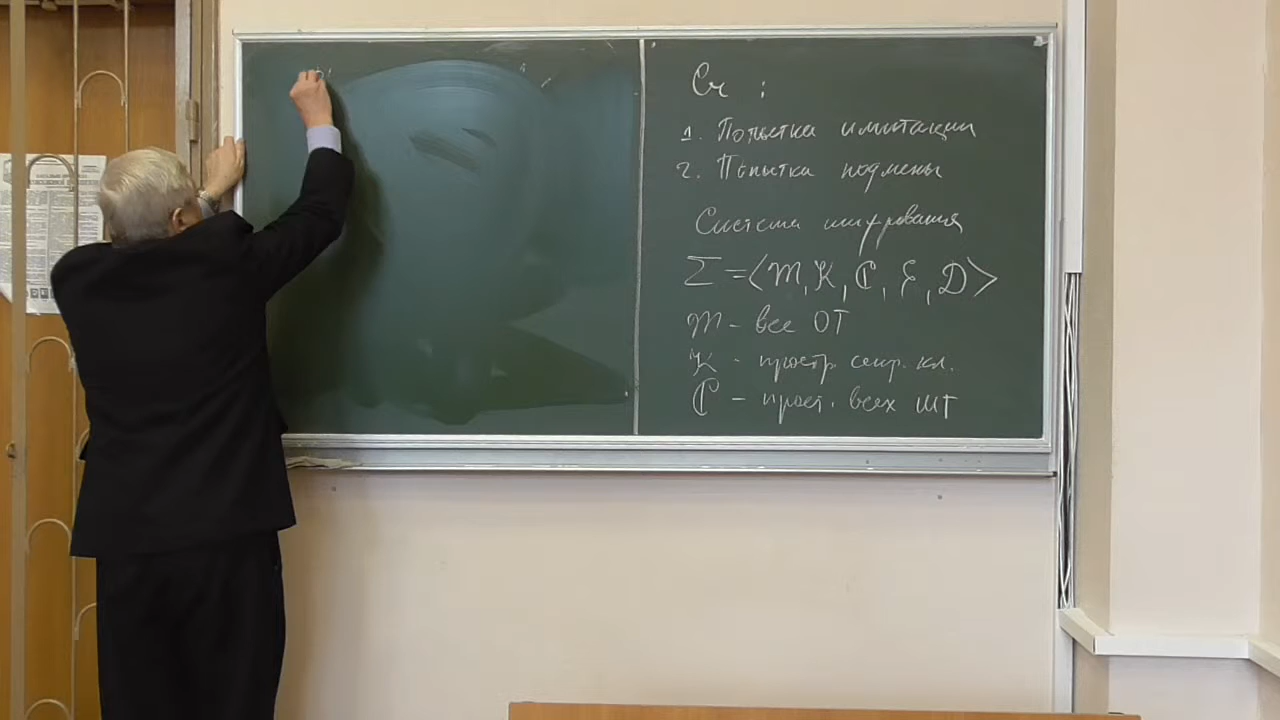 Сч :
1. Попытка имитации
2. Попытка подмены
Система шифрования
Σ = <M, K, C, E, D>
M - все ОТ
K - простр. секр. кл.
C - прост. всех ШТ